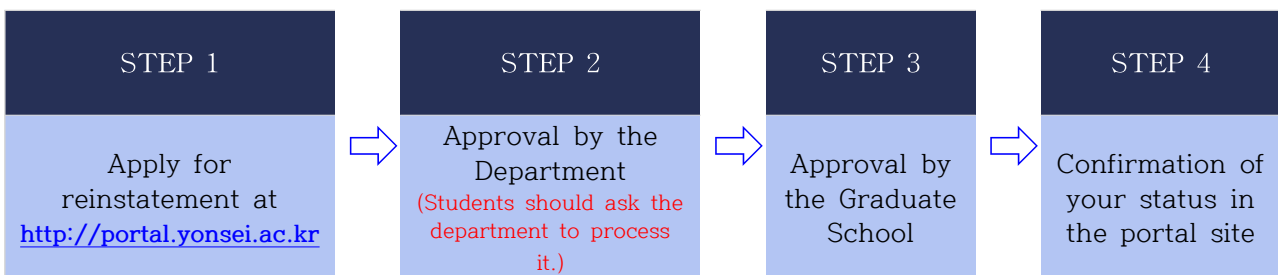 STEP 1
Apply for
reinstatement at
http://portal.yonsei.ac.kr
STEP 2
Approval by the
Department
(Students should ask the
department to process
it.)
STEP 3
Approval by
the Graduate
School
STEP 4
Confirmation of
your status in
the portal site